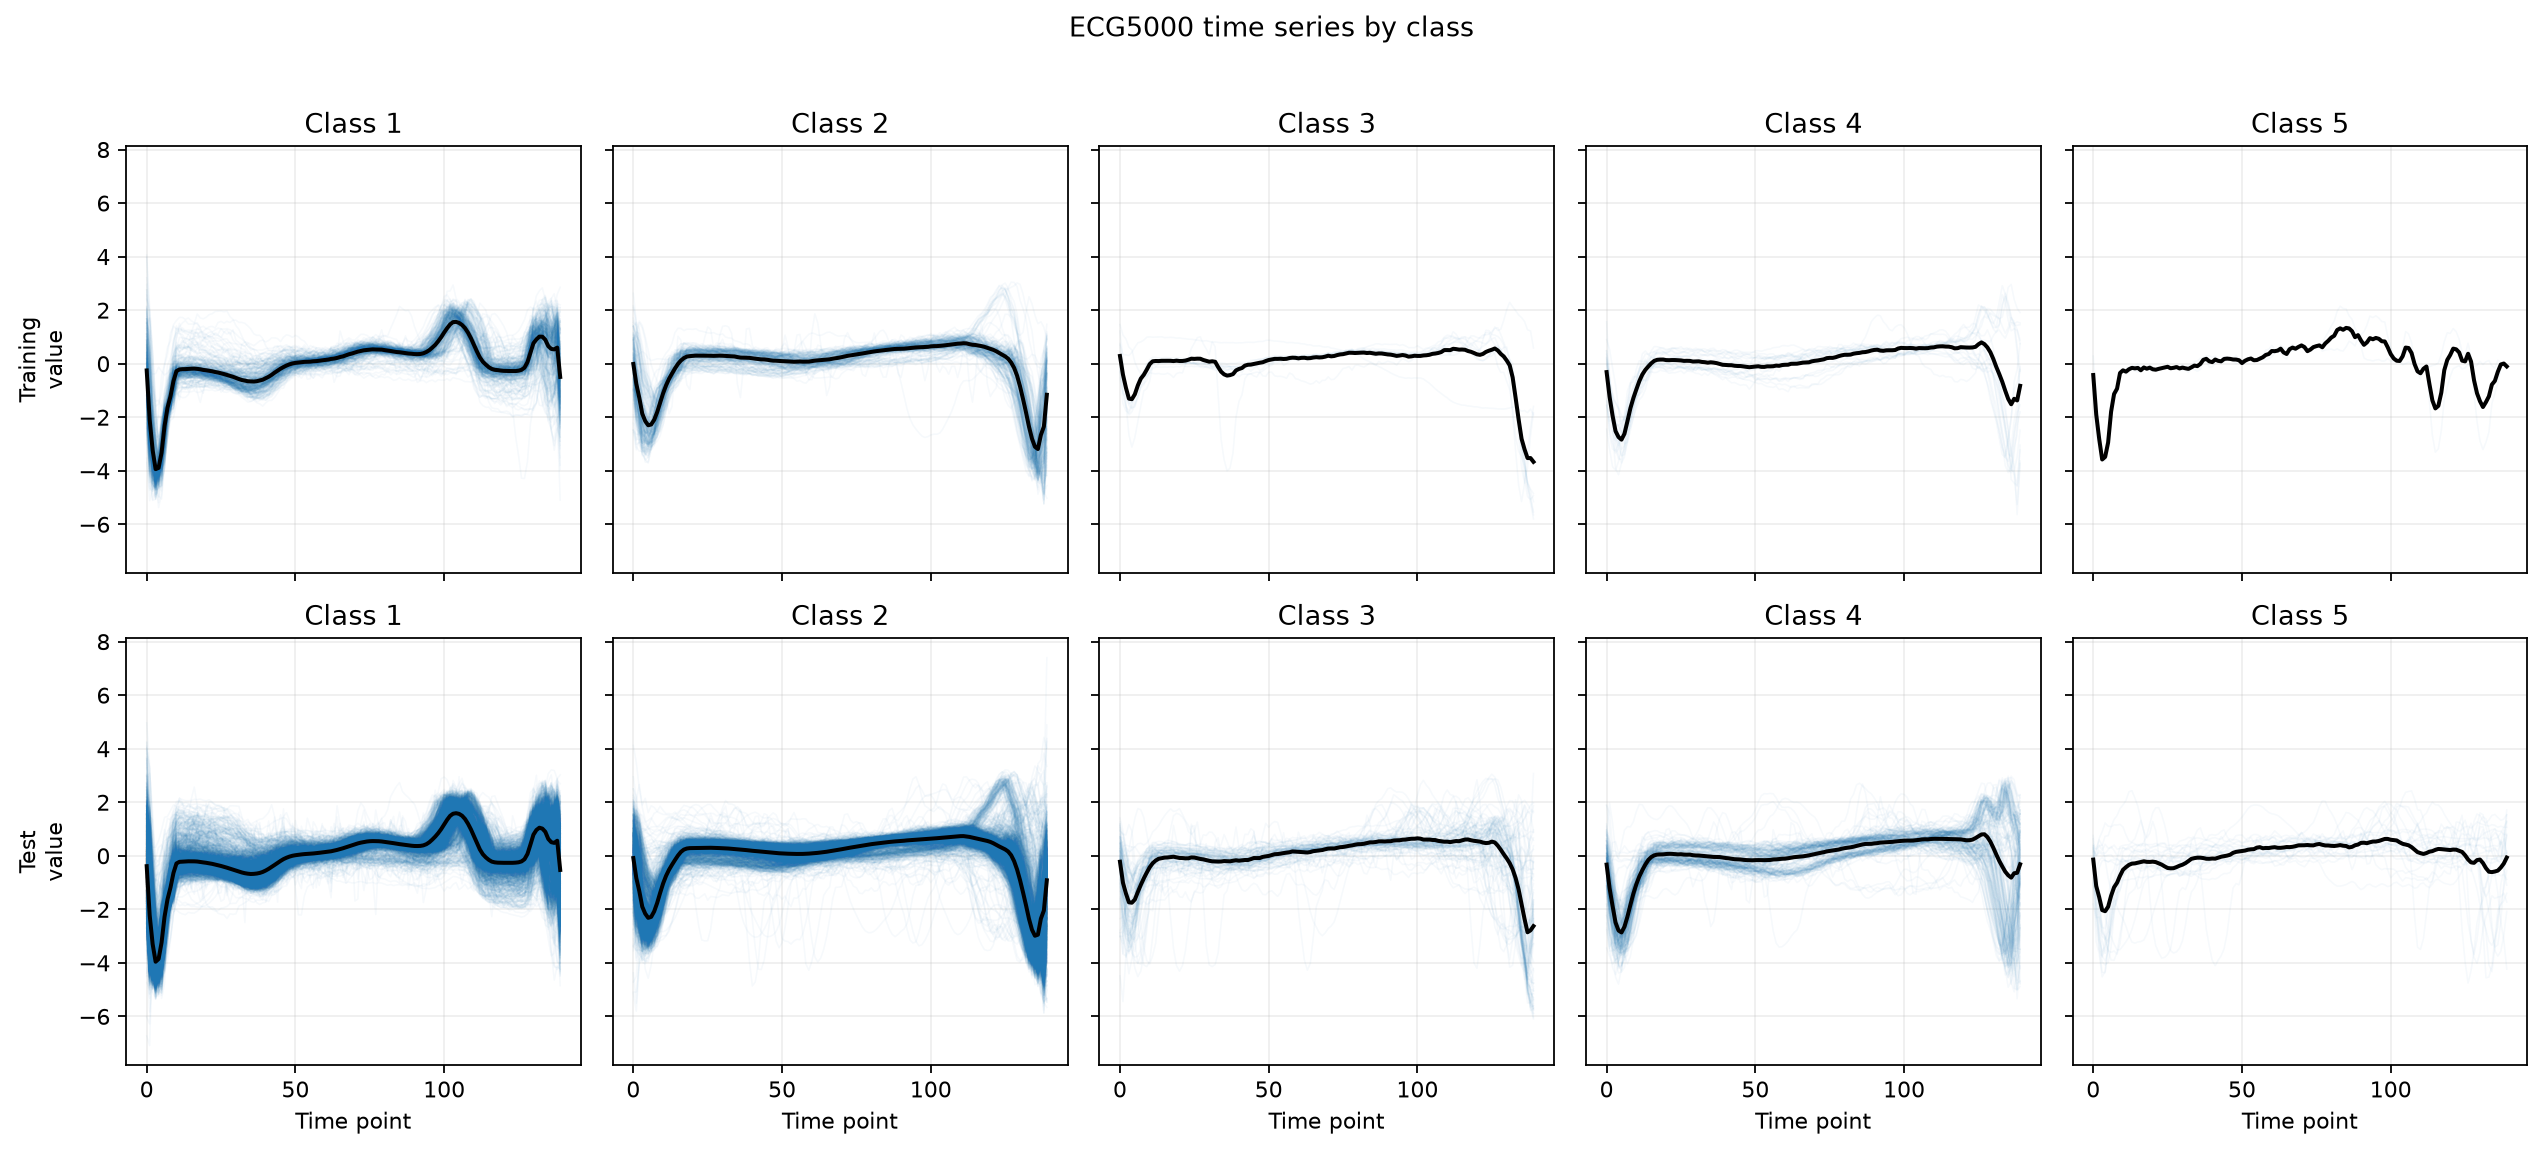 ECG5000 time series by class
Class 1 Class 2 Class 3 Class 4 Class 5
8
6
4
2
0
−2
−4
−6
Training
value
Class 1 Class 2 Class 3 Class 4 Class 5
8
6
4
2
0
−2
−4
−6
Test
value
0 50 100 0 50 100 0 50 100 0 50 100 0 50 100
Time point Time point Time point Time point Time point